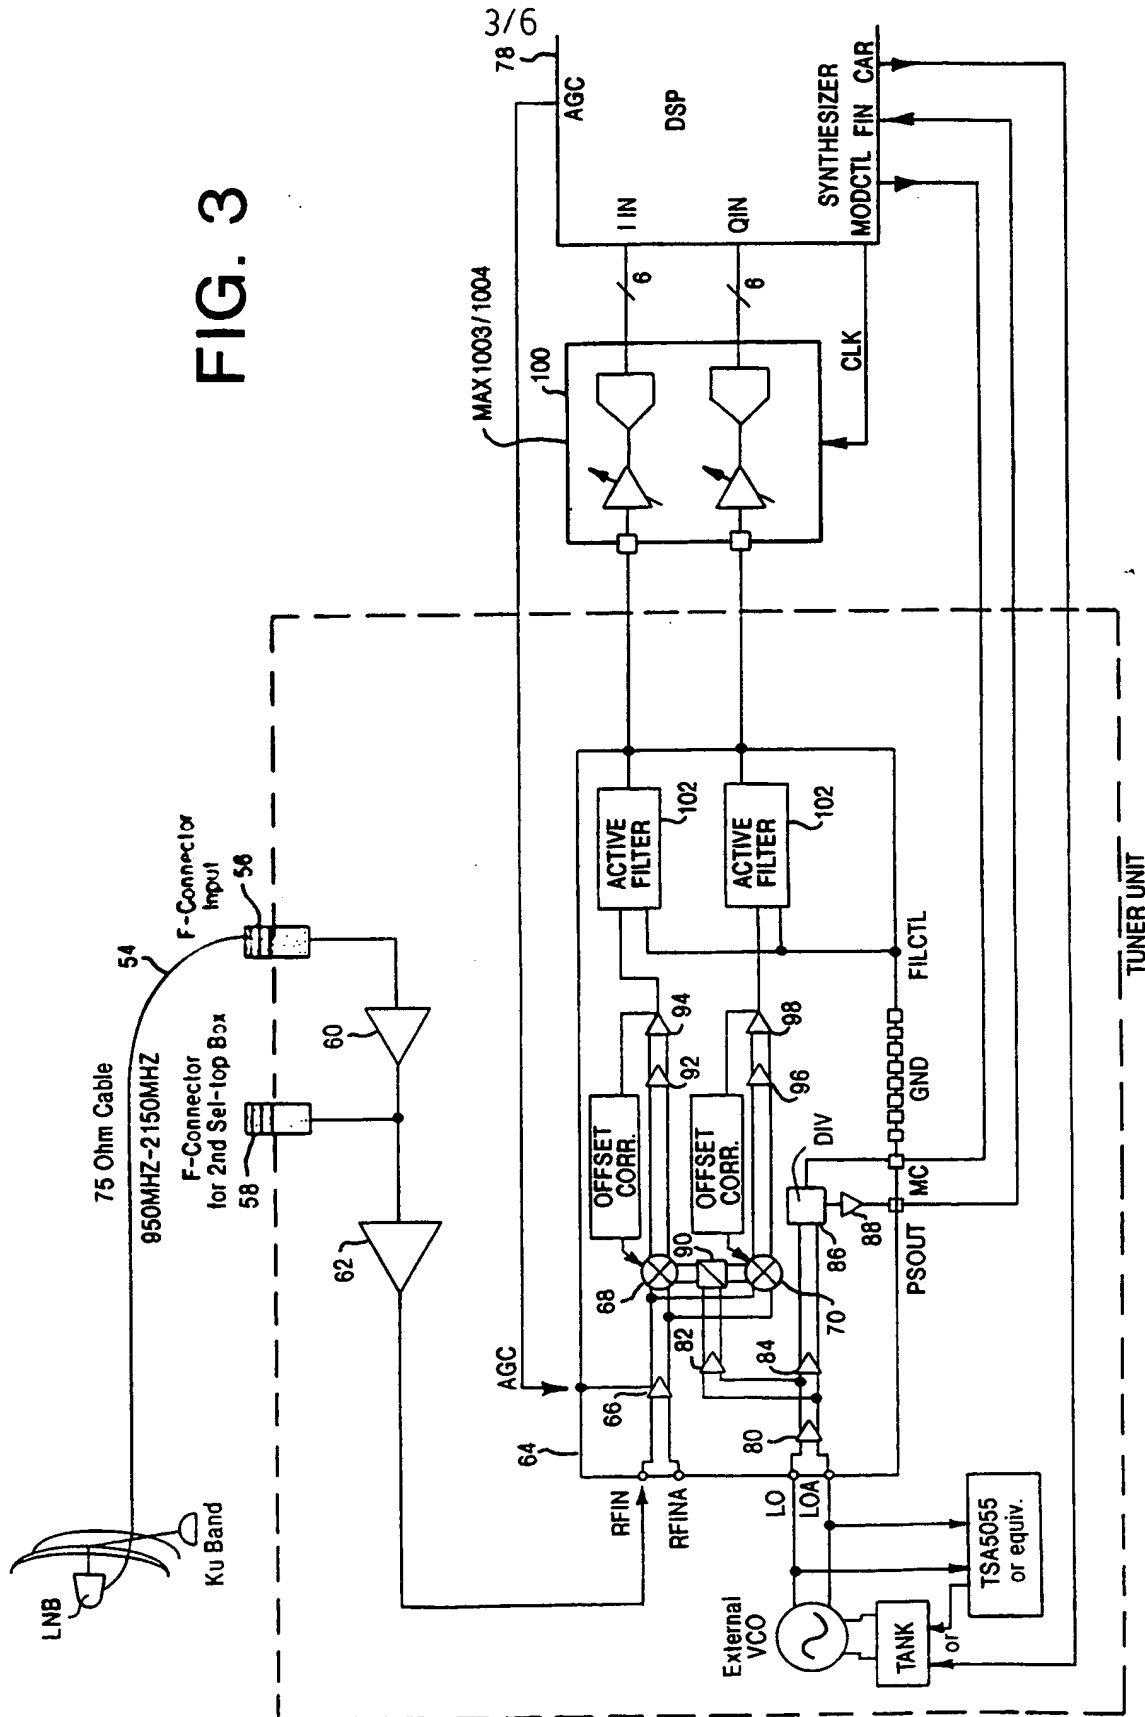 3/6
FIG. 3
LNB
Ku Band
75 Ohm Cable
950MHZ-2150MHZ
54
F-Connector
Input
56
F-Connector
for 2nd Sel-top Box
58
60
62
AGC
64
RFIN
RFINA
66
68
OFFSET
CORR.
92
94
ACTIVE
FILTER
102
82
90
OFFSET
CORR.
96
98
ACTIVE
FILTER
102
LO
LOA
80
84
70
86
DIV
88
PSOUT
MC
GND
FILCTL
External
VCO
TANK
or
TSA5055
or equiv.
TUNER UNIT
MAX1003/1004
100
6
6
CLK
78
AGC
DSP
I IN
QIN
SYNTHESIZER
MODCTL FIN CAR